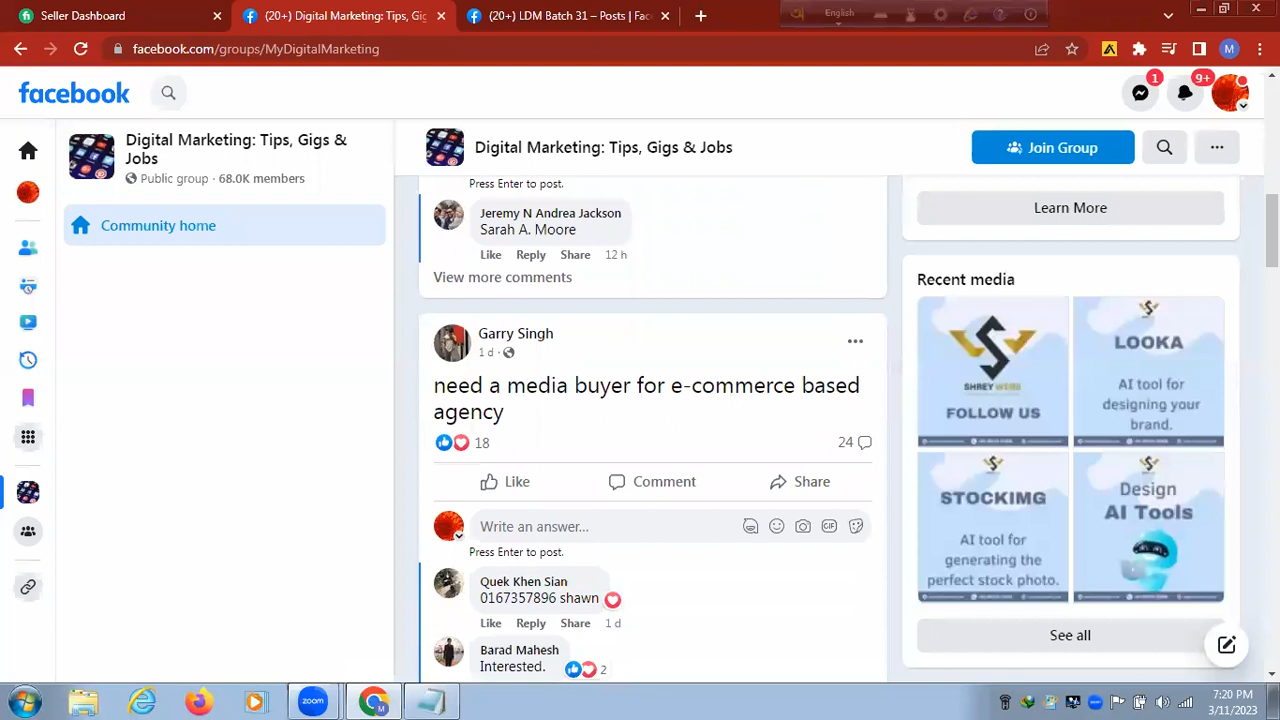 Seller Dashboard
(20+) Digital Marketing: Tips, Gig
(20+) LDM Batch 31 – Posts | Face
English
facebook.com/groups/MyDigitalMarketing
M
facebook
1
9+
Digital Marketing: Tips, Gigs &
Jobs
Public group · 68.0K members
Community home
Digital Marketing: Tips, Gigs & Jobs
Join Group
Press Enter to post.
Jeremy N Andrea Jackson
Sarah A. Moore
Like Reply Share 12 h
View more comments
Garry Singh
1 d ·
need a media buyer for e-commerce based
agency
18
24
Like
Comment
Share
Write an answer...
GIF
Press Enter to post.
Quek Khen Sian
0167357896 shawn
Like Reply Share 1 d
Barad Mahesh
Interested.
2
Learn More
Recent media
SHREY WEBS
FOLLOW US
LOOKA
AI tool for
designing your
brand.
STOCKIMG
AI tool for
generating the
perfect stock photo.
Design
AI Tools
See all
zoom
M
7:20 PM
3/11/2023